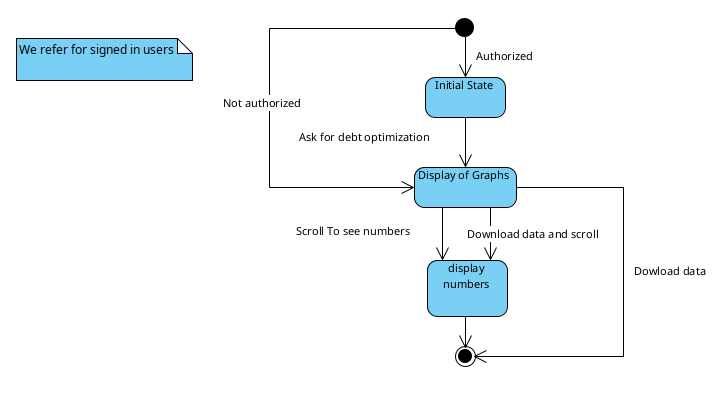 We refer for signed in users
Authorized
Initial State
Not authorized
Ask for debt optimization
Display of Graphs
Scroll To see numbers
Download data and scroll
display
numbers
Dowload data